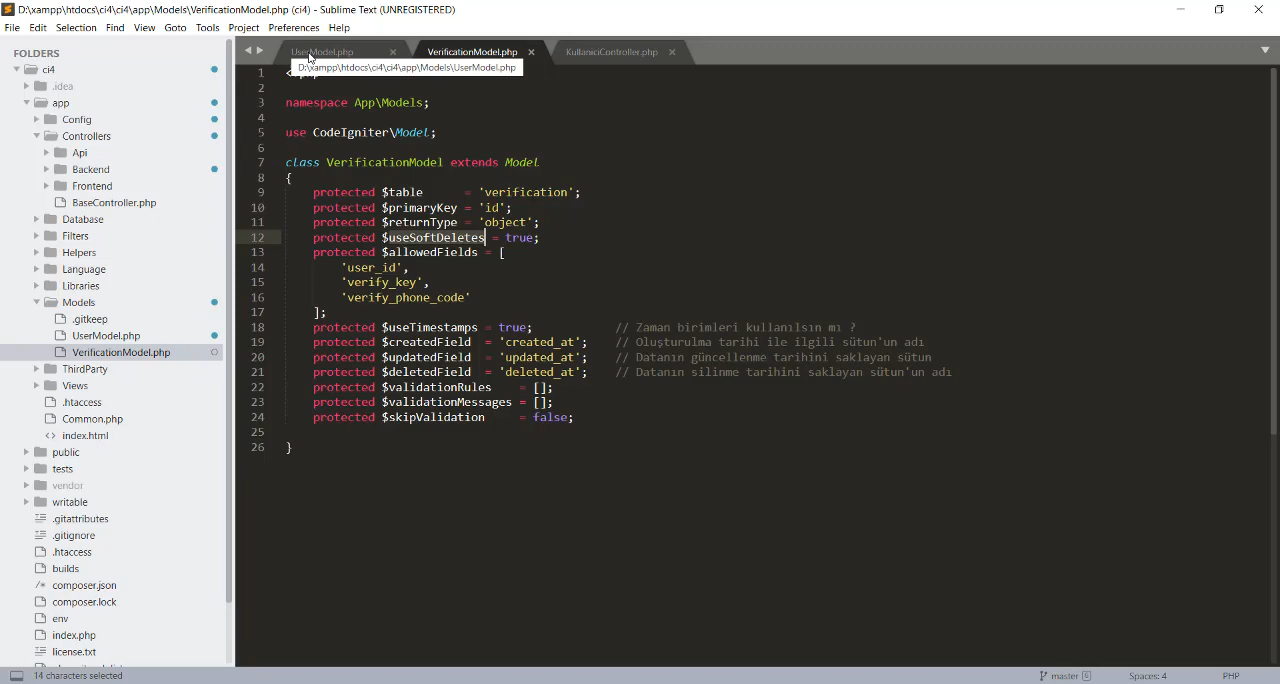 D:\xampp\htdocs\ci4\ci4\app\Models\VerificationModel.php (ci4) - Sublime Text (UNREGISTERED)
File Edit Selection Find View Goto Tools Project Preferences Help
FOLDERS
ci4
.idea
app
Config
Controllers
Api
Backend
Frontend
BaseController.php
Database
Filters
Helpers
Language
Libraries
Models
.gitkeep
UserModel.php
VerificationModel.php
ThirdParty
Views
.htaccess
Common.php
index.html
public
tests
vendor
writable
.gitattributes
.gitignore
.htaccess
builds
composer.json
composer.lock
env
index.php
license.txt
UserModel.php VerificationModel.php KullaniciController.php
D:\xampp\htdocs\ci4\ci4\app\Models\UserModel.php
1
2
3 namespace App\Models;
4
5 use CodeIgniter\Model;
6
7 class VerificationModel extends Model
8 {
9 protected $table = 'verification';
10 protected $primaryKey = 'id';
11 protected $returnType = 'object';
12 protected $useSoftDeletes = true;
13 protected $allowedFields = [
14 'user_id',
15 'verify_key',
16 'verify_phone_code'
17 ];
18 protected $useTimestamps = true; // Zaman birimleri kullanılsın mı ?
19 protected $createdField = 'created_at'; // Oluşturulma tarihi ile ilgili sütun'un adı
20 protected $updatedField = 'updated_at'; // Datanın güncellenme tarihini saklayan sütun
21 protected $deletedField = 'deleted_at'; // Datanın silinme tarihini saklayan sütun'un adı
22 protected $validationRules = [];
23 protected $validationMessages = [];
24 protected $skipValidation = false;
25
26 }
14 characters selected master 6 Spaces: 4 PHP